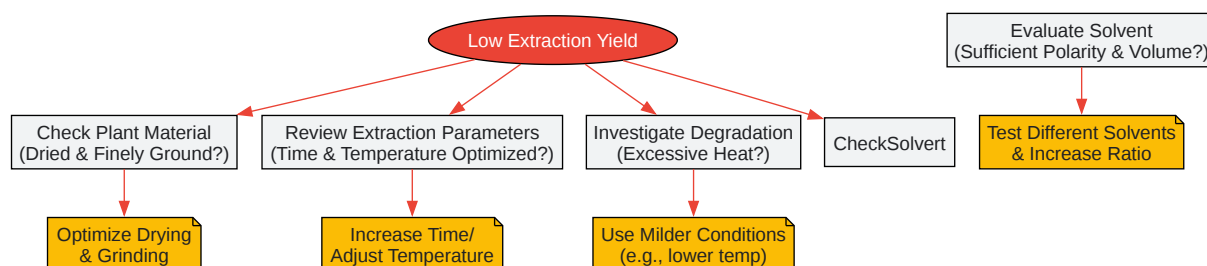 Low Extraction Yield
Evaluate Solvent
(Sufficient Polarity & Volume?)
Check Plant Material
(Dried & Finely Ground?)
Review Extraction Parameters
(Time & Temperature Optimized?)
Investigate Degradation
(Excessive Heat?)
CheckSolvert
Test Different Solvents
& Increase Ratio
Optimize Drying
& Grinding
Increase Time/
Adjust Temperature
Use Milder Conditions
(e.g., lower temp)